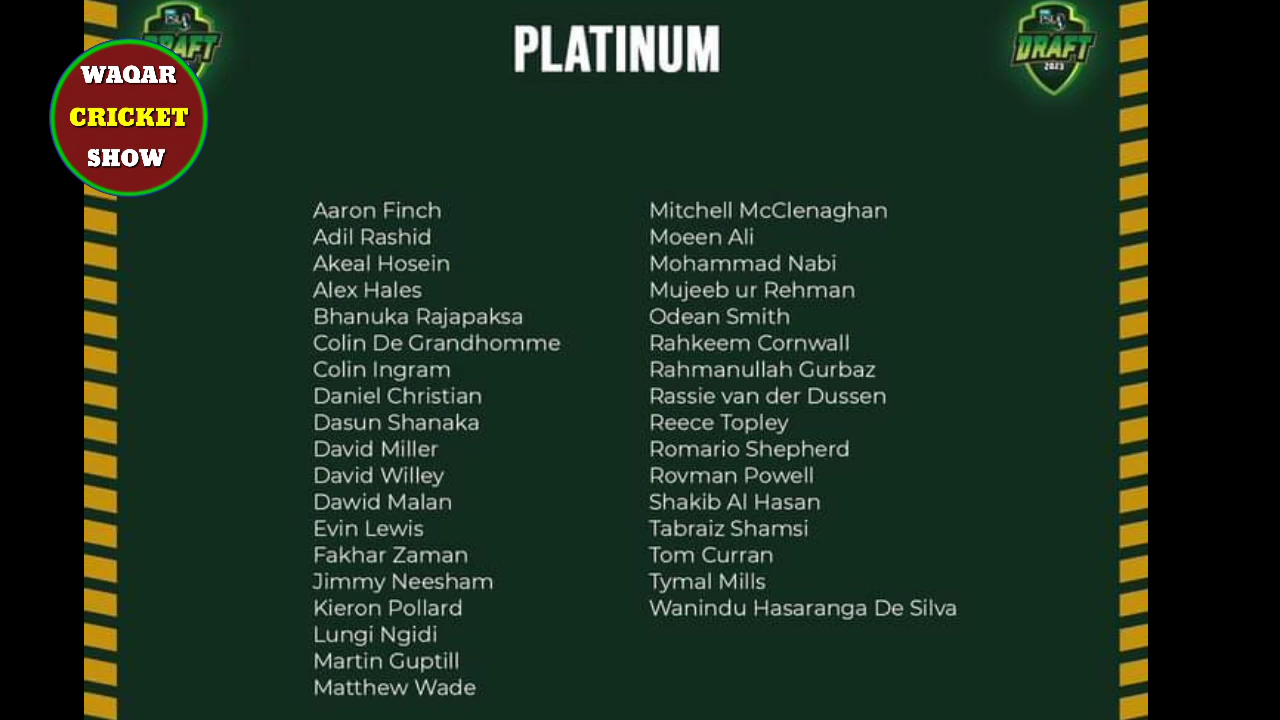 PLATINUM
PSL
DRAFT
2023
WAQAR
CRICKET
SHOW
Aaron Finch
Adil Rashid
Akeal Hosein
Alex Hales
Bhanuka Rajapaksa
Colin De Grandhomme
Colin Ingram
Daniel Christian
Dasun Shanaka
David Miller
David Willey
Dawid Malan
Evin Lewis
Fakhar Zaman
Jimmy Neesham
Kieron Pollard
Lungi Ngidi
Martin Guptill
Matthew Wade
Mitchell McClenaghan
Moeen Ali
Mohammad Nabi
Mujeeb ur Rehman
Odean Smith
Rahkeem Cornwall
Rahmanullah Gurbaz
Rassie van der Dussen
Reece Topley
Romario Shepherd
Rovman Powell
Shakib Al Hasan
Tabraiz Shamsi
Tom Curran
Tymal Mills
Wanindu Hasaranga De Silva